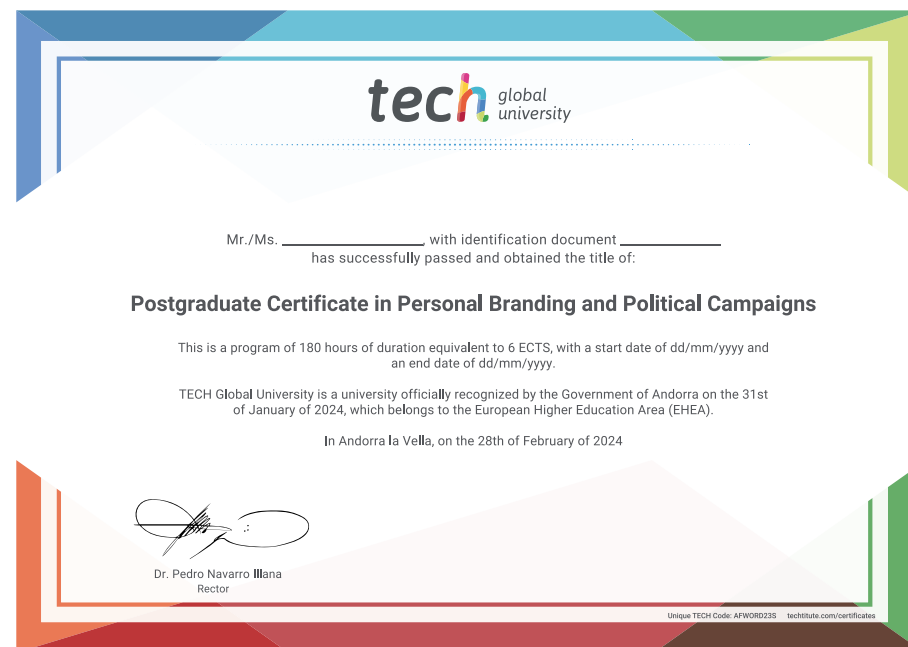 tech global university
Mr./Ms. ____________, with identification document ____________
has successfully passed and obtained the title of:
Postgraduate Certificate in Personal Branding and Political Campaigns
This is a program of 180 hours of duration equivalent to 6 ECTS, with a start date of dd/mm/yyyy and
an end date of dd/mm/yyyy.
TECH Global University is a university officially recognized by the Government of Andorra on the 31st
of January of 2024, which belongs to the European Higher Education Area (EHEA).
In Andorra la Vella, on the 28th of February of 2024
Dr. Pedro Navarro Illana
Rector
Unique TECH Code: AFWORD23S techtitute.com/certificates